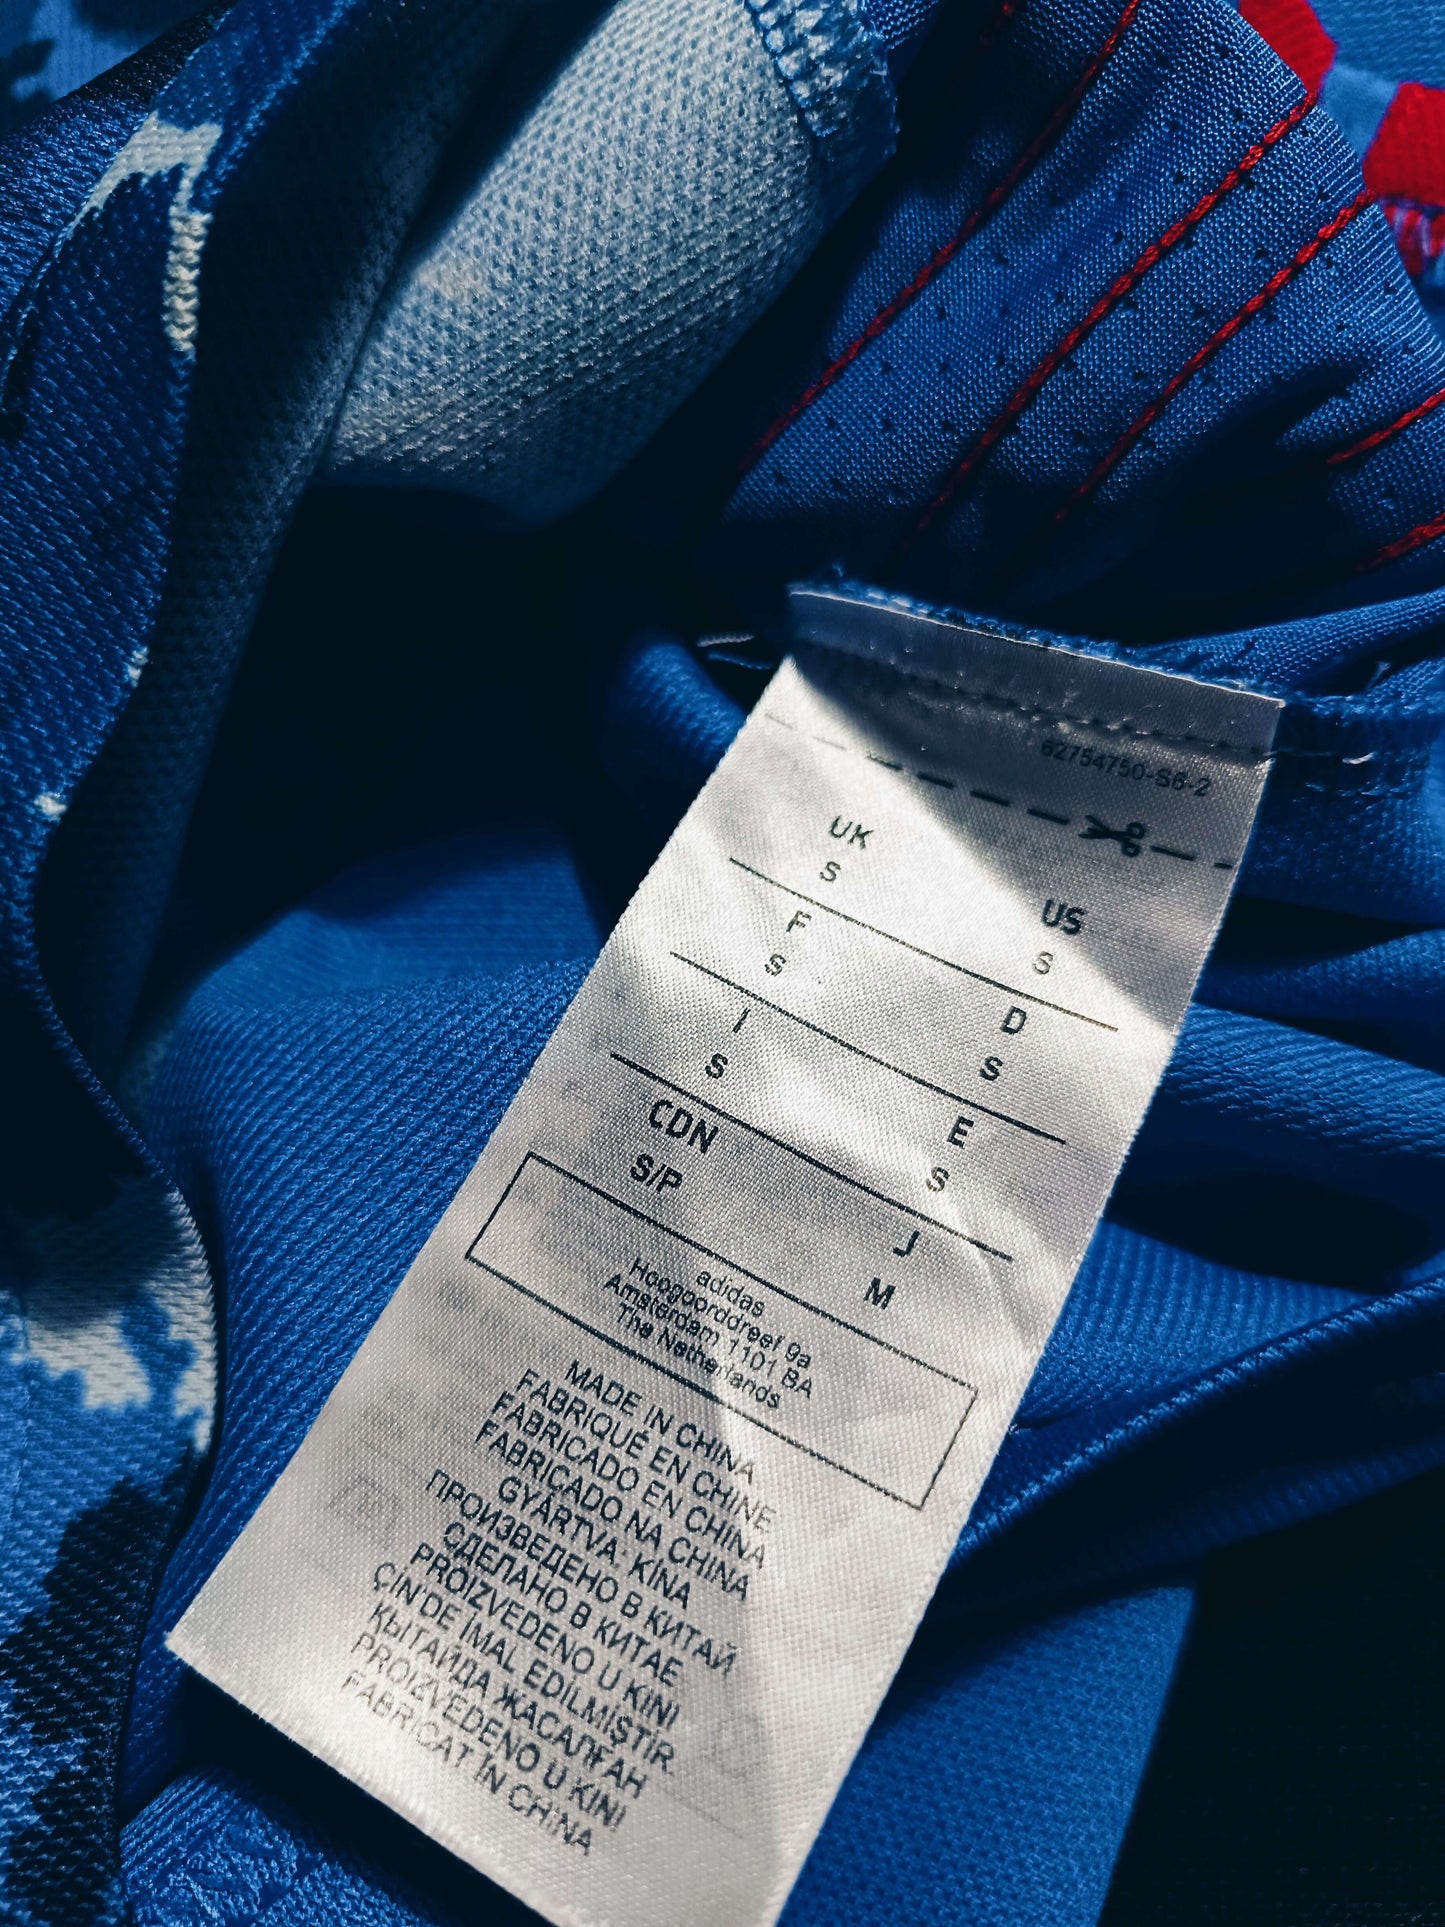 62754750-S6-2
UK US
S S
F D
S S
I E
S S
CDN J
S/P M
adidas
Hoogoorddreef 9a
Amsterdam 1101 BA
The Netherlands
MADE IN CHINA
FABRIQUÉ EN CHINE
FABRICADO EN CHINA
FABRICADO NA CHINA
GYÁRTVA: KÍNA
ПРОИЗВЕДЕНО В КИТАЙ
СДЕЛАНО В КИТАЕ
PROIZVEDENO U KINI
ÇİN'DE İMAL EDİLMİŞTİR
ҚЫТАЙДА ЖАСАЛҒАН
PROIZVEDENO U KINI
FABRICAT ÎN CHINA